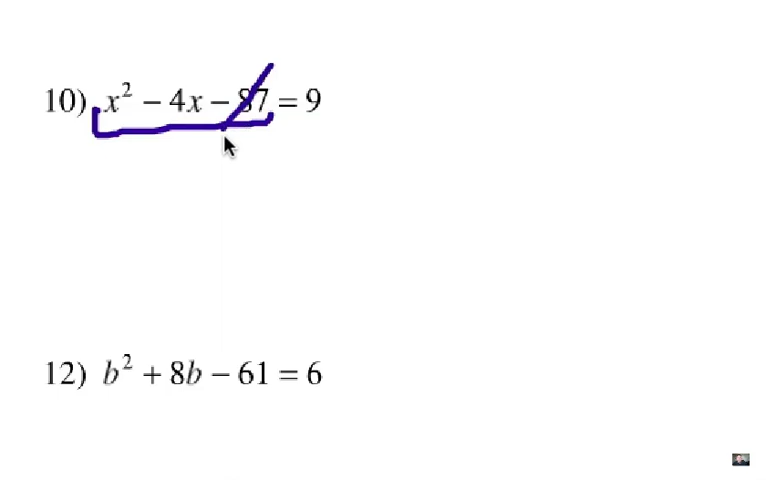 10) x² − 4x − 87 = 9
12) b² + 8b − 61 = 6